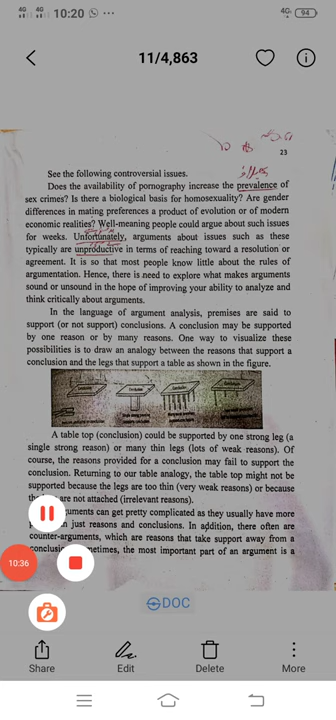 4G 4G 10:20 4G 94
11/4,863
23
See the following controversial issues.
Does the availability of pornography increase the prevalence of
sex crimes? Is there a biological basis for homosexuality? Are gender
differences in mating preferences a product of evolution or of modern
economic realities? Well-meaning people could argue about such issues
for weeks. Unfortunately, arguments about issues such as these
typically are unproductive in terms of reaching toward a resolution or
agreement. It is so that most people know little about the rules of
argumentation. Hence, there is need to explore what makes arguments
sound or unsound in the hope of improving your ability to analyze and
think critically about arguments.
In the language of argument analysis, premises are said to
support (or not support) conclusions. A conclusion may be supported
by one reason or by many reasons. One way to visualize these
possibilities is to draw an analogy between the reasons that support a
conclusion and the legs that support a table as shown in the figure.
Conclusion Conclusion Conclusion Conclusion
A table top (conclusion) could be supported by one strong leg (a
single strong reason) or many thin legs (lots of weak reasons). Of
course, the reasons provided for a conclusion may fail to support the
conclusion. Returning to our table analogy, the table top might not be
supported because the legs are too thin (very weak reasons) or because
are not attached (irrelevant reasons).
can get pretty complicated as they usually have more
just reasons and conclusions. In addition, there often are
counter-arguments, which are reasons that take support away from a
the most important part of an argument is a
10:36
DOC
Share Edit Delete More